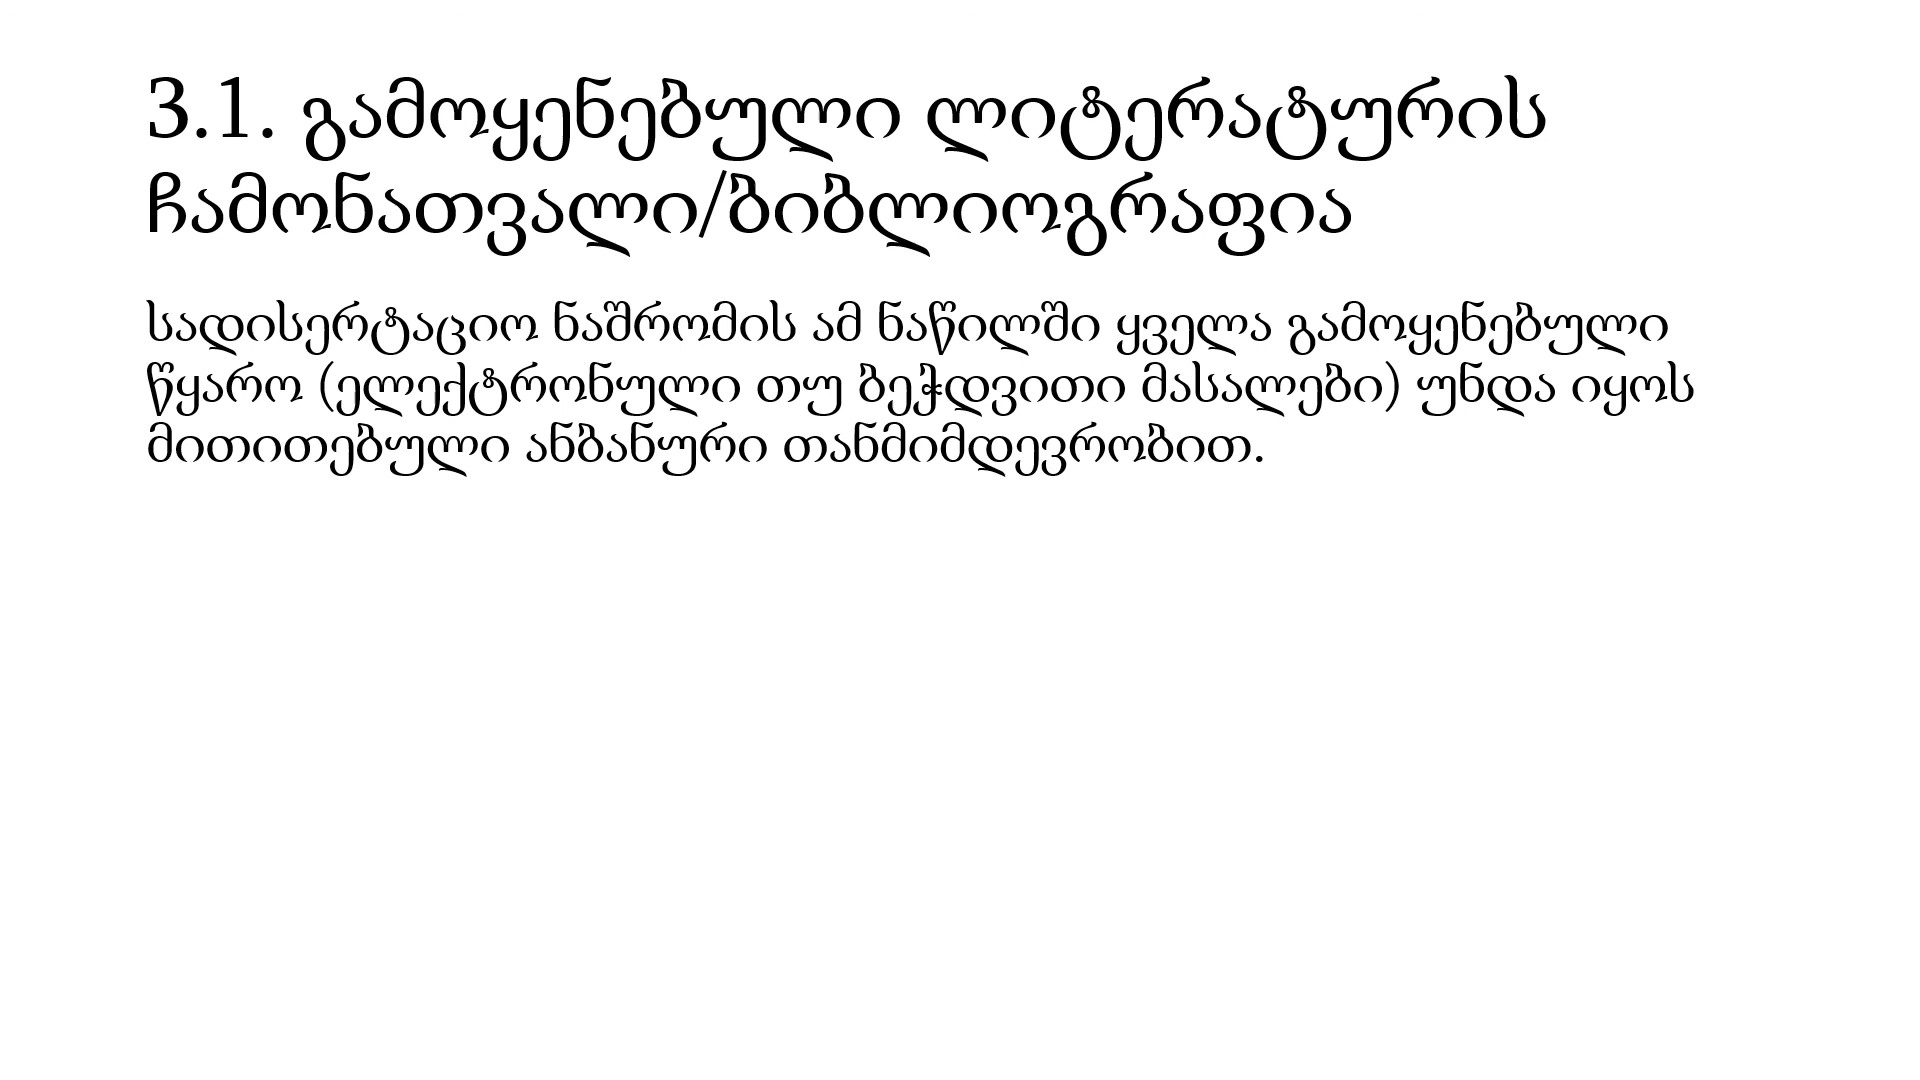 3.1. გამოყენებული ლიტერატურის
ჩამონათვალი/ბიბლიოგრაფია
სადისერტაციო ნაშრომის ამ ნაწილში ყველა გამოყენებული
წყარო (ელექტრონული თუ ბეჭდვითი მასალები) უნდა იყოს
მითითებული ანბანური თანმიმდევრობით.